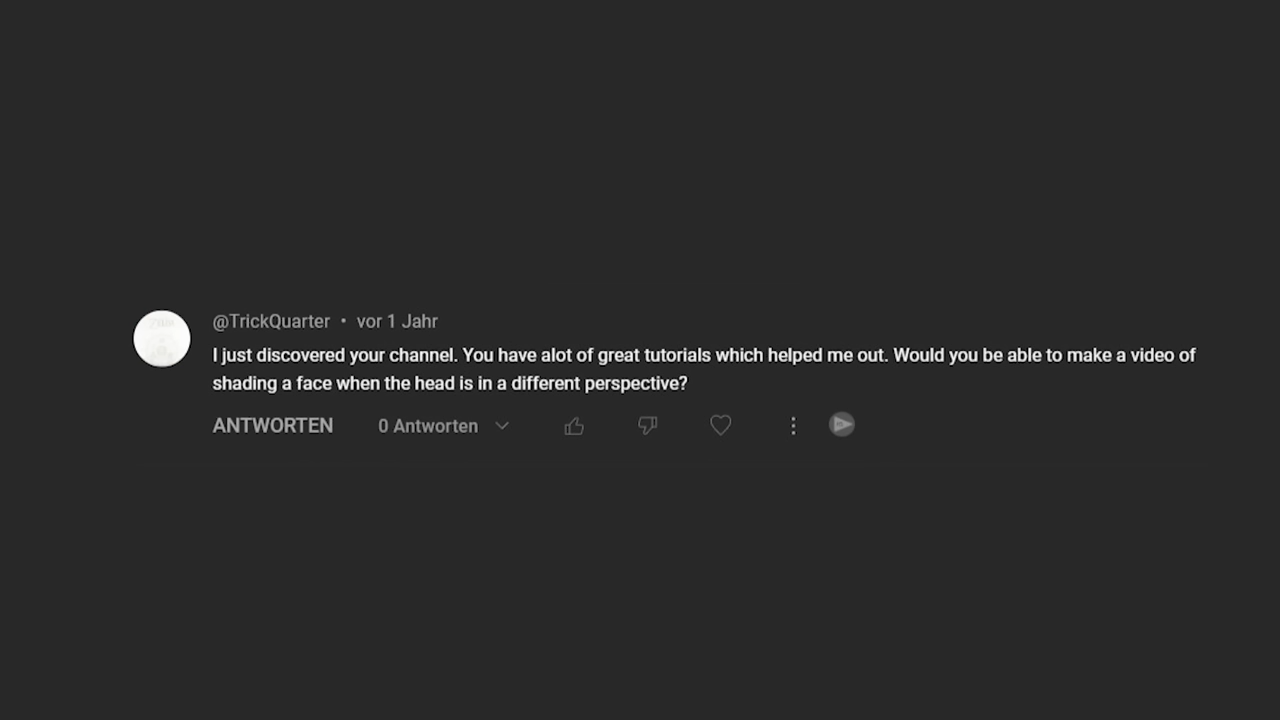 @TrickQuarter • vor 1 Jahr
I just discovered your channel. You have alot of great tutorials which helped me out. Would you be able to make a video of
shading a face when the head is in a different perspective?
ANTWORTEN 0 Antworten